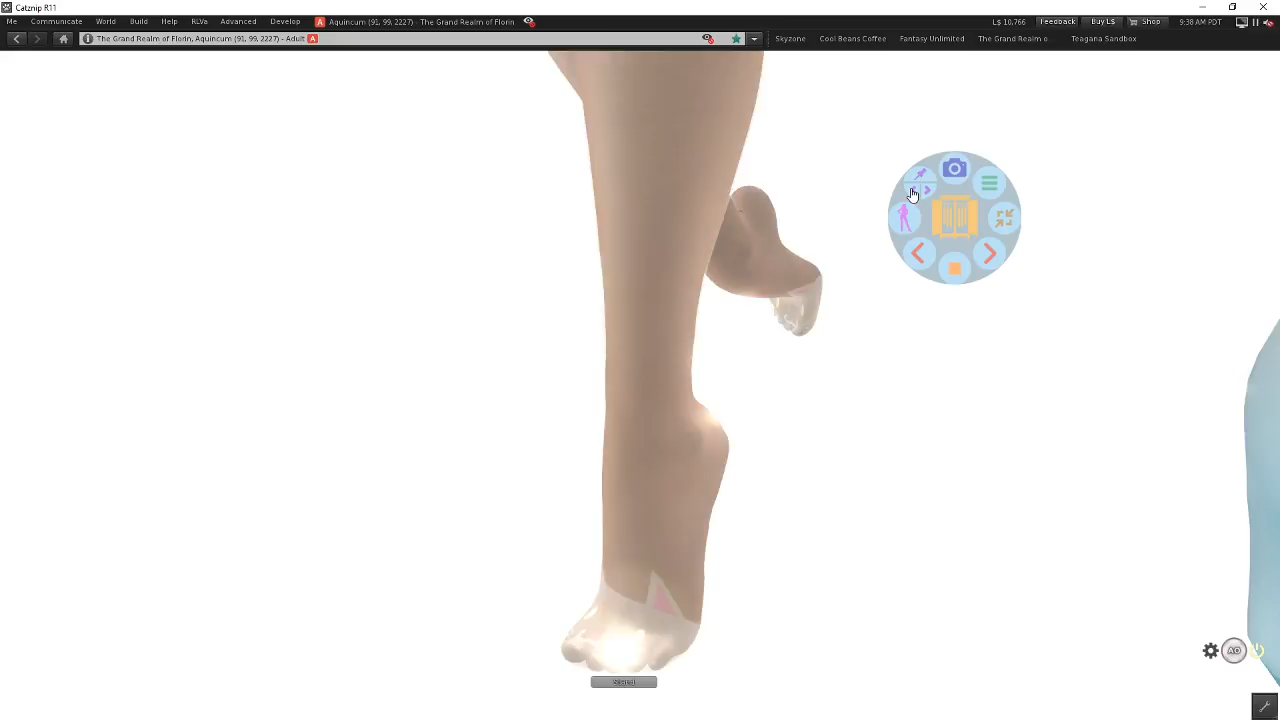 Catznip R11
Me Communicate World Build Help RLVa Advanced Develop A Aquincum (91, 99, 2227) - The Grand Realm of Florin L$ 10,766 Feedback Buy L$ Shop 9:38 AM PDT
The Grand Realm of Florin, Aquincum (91, 99, 2227) - Adult A Skyzone Cool Beans Coffee Fantasy Unlimited The Grand Realm o... Teagana Sandbox
AO
Stand